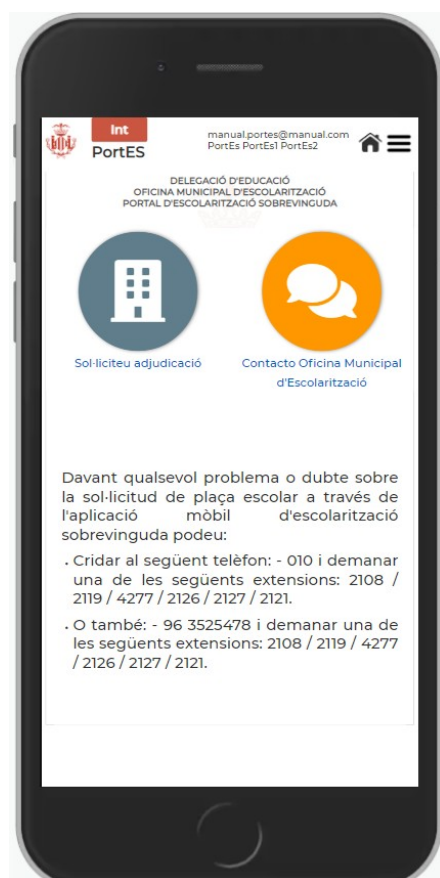 Int
PortES
manual.portes@manual.com
PortEs PortEs1 PortEs2
DELEGACIÓ D'EDUCACIÓ
OFICINA MUNICIPAL D'ESCOLARITZACIÓ
PORTAL D'ESCOLARITZACIÓ SOBREVINGUDA
Sol·liciteu adjudicació
Contacto Oficina Municipal
d'Escolarització
Davant qualsevol problema o dubte sobre
la sol·licitud de plaça escolar a través de
l'aplicació mòbil d'escolarització
sobrevinguda podeu:
. Cridar al següent telèfon: - 010 i demanar
una de les següents extensions: 2108 /
2119 / 4277 / 2126 / 2127 / 2121.
. O també: - 96 3525478 i demanar una de
les següents extensions: 2108 / 2119 / 4277
/ 2126 / 2127 / 2121.